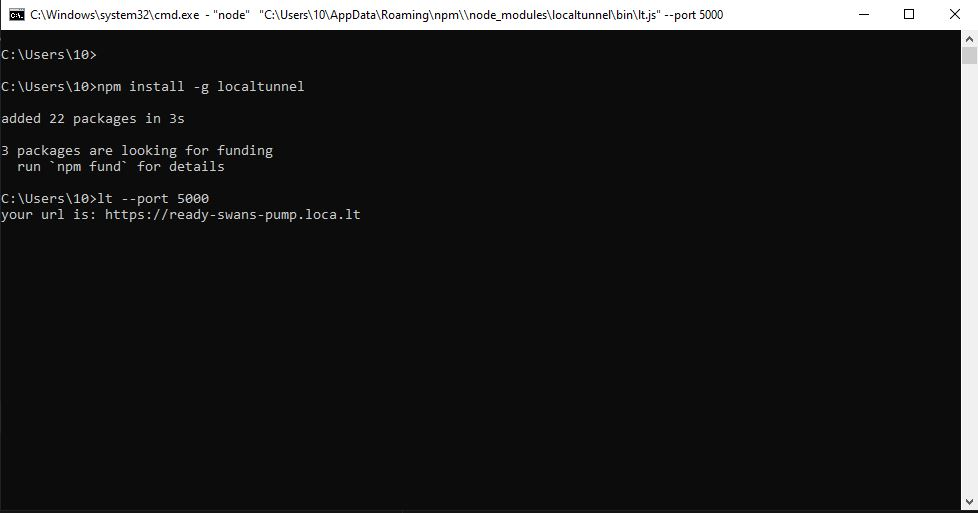 C:\Windows\system32\cmd.exe - "node" "C:\Users\10\AppData\Roaming\npm\\node_modules\localtunnel\bin\lt.js" --port 5000
C:\Users\10>
C:\Users\10>npm install -g localtunnel
added 22 packages in 3s
3 packages are looking for funding
  run `npm fund` for details
C:\Users\10>lt --port 5000
your url is: https://ready-swans-pump.loca.lt